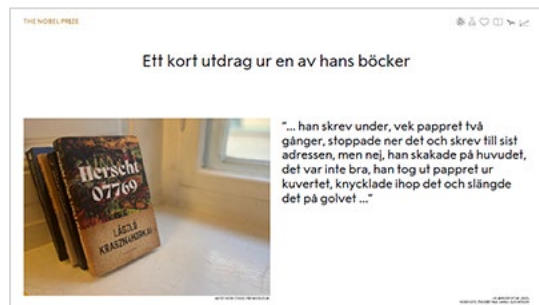 THE NOBEL PRIZE
Ett kort utdrag ur en av hans böcker
Herscht
07769
LÁSZLÓ
KRASZNAHORKAI
"... han skrev under, vek pappret två
gånger, stoppade ner det och skrev till sist
adressen, men nej, han skakade på huvudet,
det var inte bra, han tog ut pappret ur
kuvertet, knycklade ihop det och slängde
det på golvet ..."